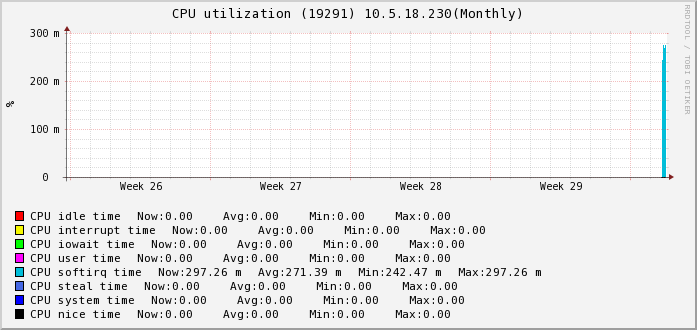 CPU utilization (19291) 10.5.18.230(Monthly)
RRDTOOL / TOBI OETIKER
300 m
200 m
%
100 m
0
Week 26 Week 27 Week 28 Week 29
CPU idle time Now:0.00 Avg:0.00 Min:0.00 Max:0.00
CPU interrupt time Now:0.00 Avg:0.00 Min:0.00 Max:0.00
CPU iowait time Now:0.00 Avg:0.00 Min:0.00 Max:0.00
CPU user time Now:0.00 Avg:0.00 Min:0.00 Max:0.00
CPU softirq time Now:297.26 m Avg:271.39 m Min:242.47 m Max:297.26 m
CPU steal time Now:0.00 Avg:0.00 Min:0.00 Max:0.00
CPU system time Now:0.00 Avg:0.00 Min:0.00 Max:0.00
CPU nice time Now:0.00 Avg:0.00 Min:0.00 Max:0.00